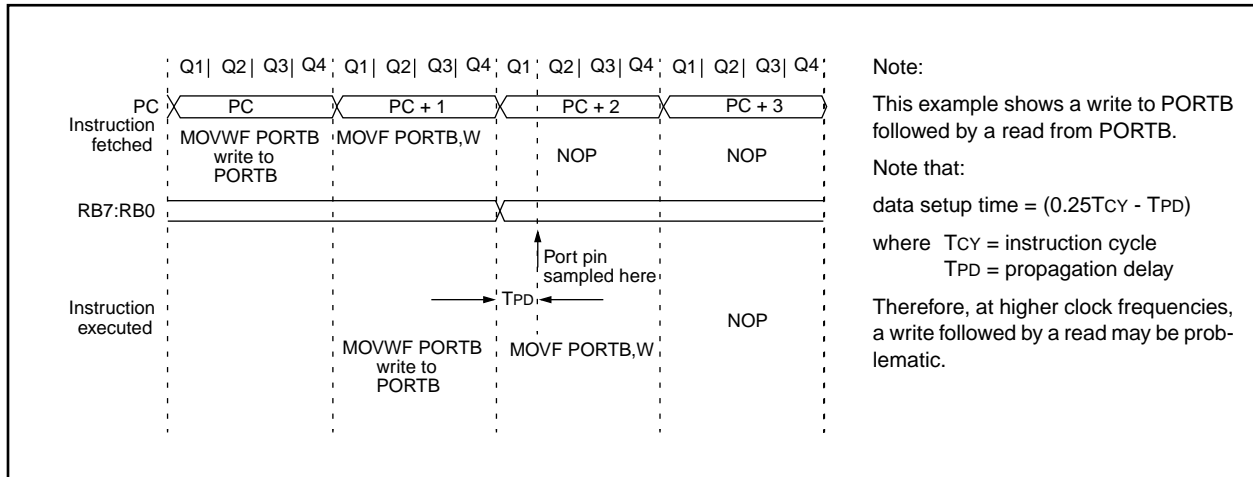 Q1| Q2| Q3| Q4 Q1| Q2| Q3| Q4 Q1 Q2| Q3| Q4 Q1| Q2| Q3| Q4
PC PC PC + 1 PC + 2 PC + 3
Instruction
fetched
MOVWF PORTB
write to
PORTB
MOVF PORTB,W
NOP
NOP
RB7:RB0
Port pin
sampled here
TPD
Instruction
executed
MOVWF PORTB
write to
PORTB
MOVF PORTB,W
NOP
Note:
This example shows a write to PORTB
followed by a read from PORTB.
Note that:
data setup time = (0.25TCY - TPD)
where TCY = instruction cycle
TPD = propagation delay
Therefore, at higher clock frequencies,
a write followed by a read may be prob-
lematic.